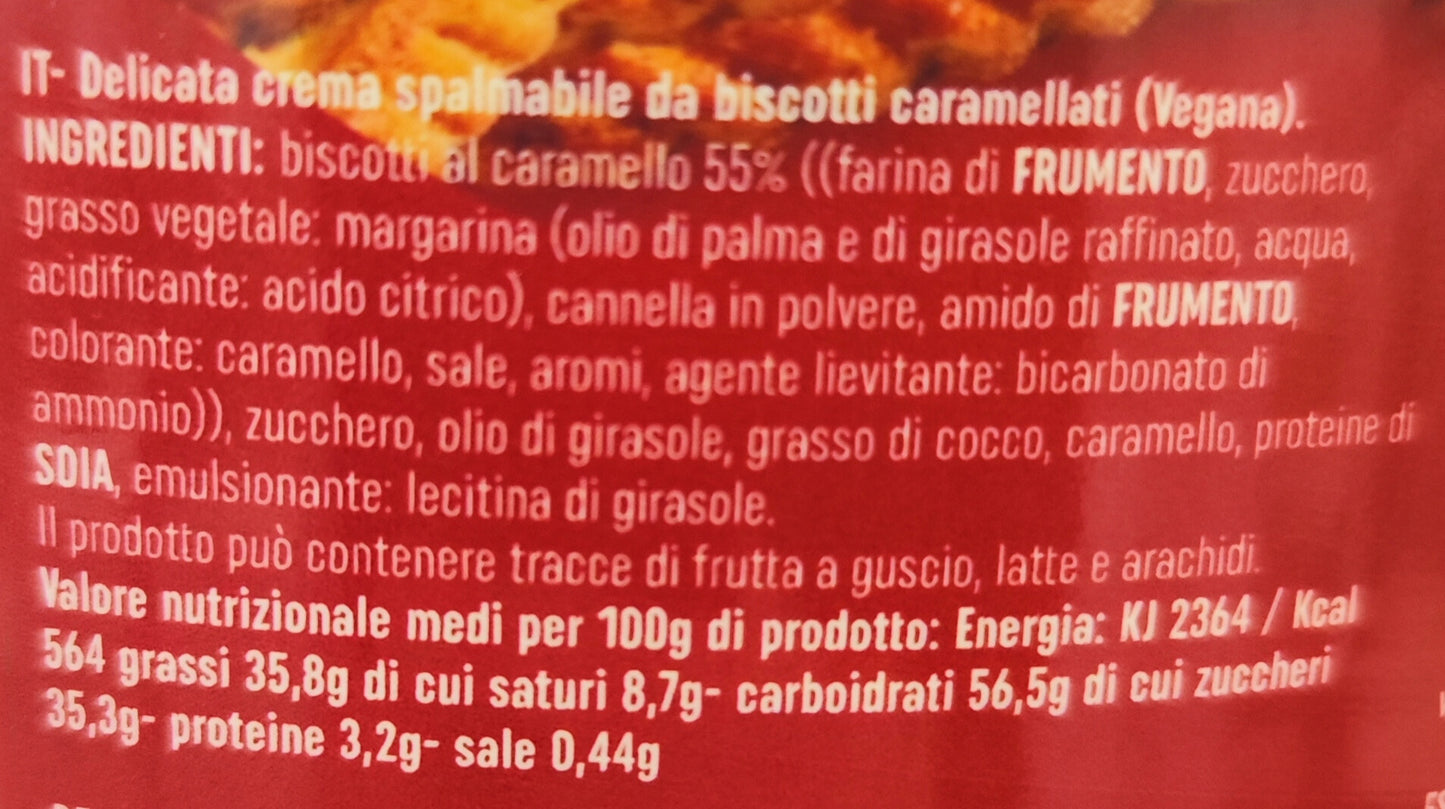 IT- Delicata crema spalmabile da biscotti caramellati (Vegana).
INGREDIENTI: biscotti al caramello 55% ((farina di FRUMENTO, zucchero,
grasso vegetale: margarina (olio di palma e di girasole raffinato, acqua,
acidificante: acido citrico), cannella in polvere, amido di FRUMENTO,
colorante: caramello, sale, aromi, agente lievitante: bicarbonato di
ammonio)), zucchero, olio di girasole, grasso di cocco, caramello, proteine di
SOIA, emulsionante: lecitina di girasole.
Il prodotto può contenere tracce di frutta a guscio, latte e arachidi.
Valore nutrizionale medi per 100g di prodotto: Energia: KJ 2364 / Kcal
564 grassi 35,8g di cui saturi 8,7g- carboidrati 56,5g di cui zuccheri
35,3g- proteine 3,2g- sale 0,44g